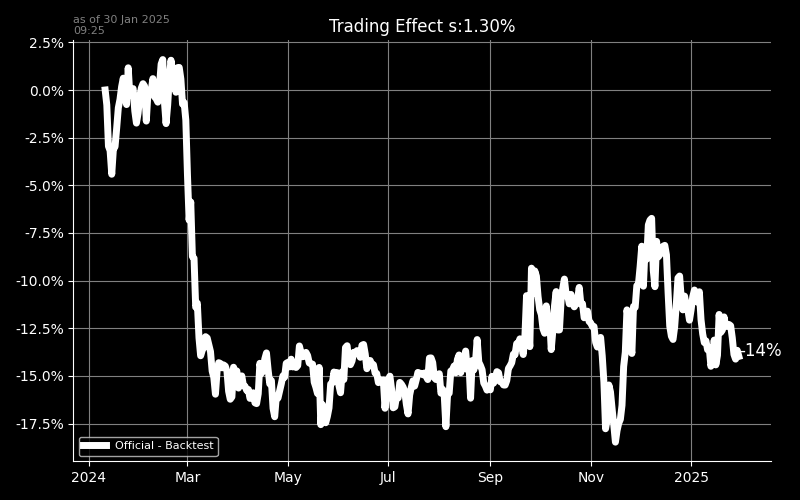 as of 30 Jan 2025
09:25
Trading Effect s:1.30%
2.5%
0.0%
-2.5%
-5.0%
-7.5%
-10.0%
-12.5%
-15.0%
-17.5%
-14%
Official - Backtest
2024
Mar
May
Jul
Sep
Nov
2025